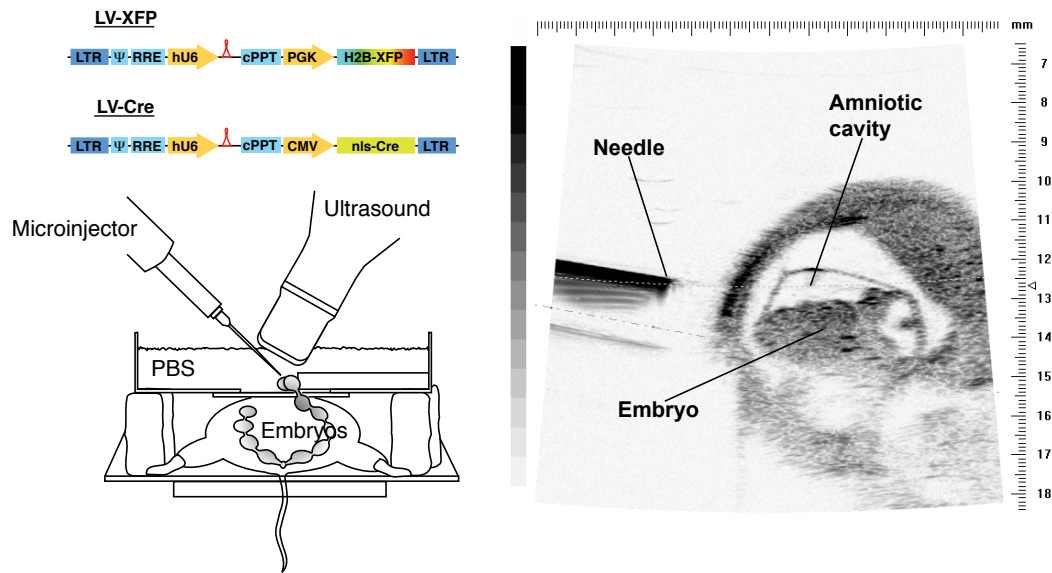 LV-XFP
LTR Ψ RRE hU6 cPPT PGK H2B-XFP LTR
LV-Cre
LTR Ψ RRE hU6 cPPT CMV nls-Cre LTR
Microinjector
Ultrasound
PBS
Embryos
mm
7
8
9
10
11
12
13
14
15
16
17
18
Amniotic
cavity
Needle
Embryo